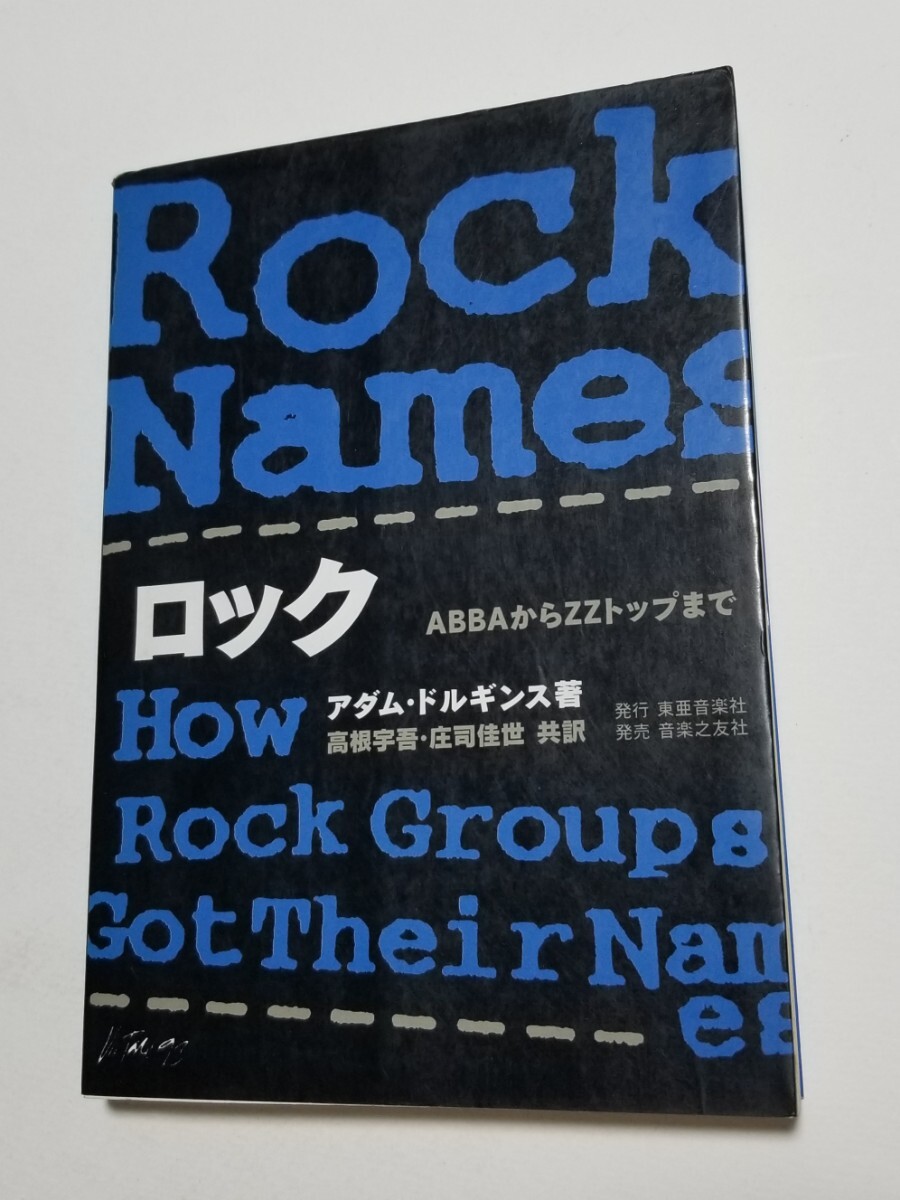 Rock
Names
ロック
ABBAからZZトップまで
How
アダム・ドルギンス著
高根宇吾・庄司佳世 共訳
発行 東亜音楽社
発売 音楽之友社
Rock Groups
Got Their Nam
es